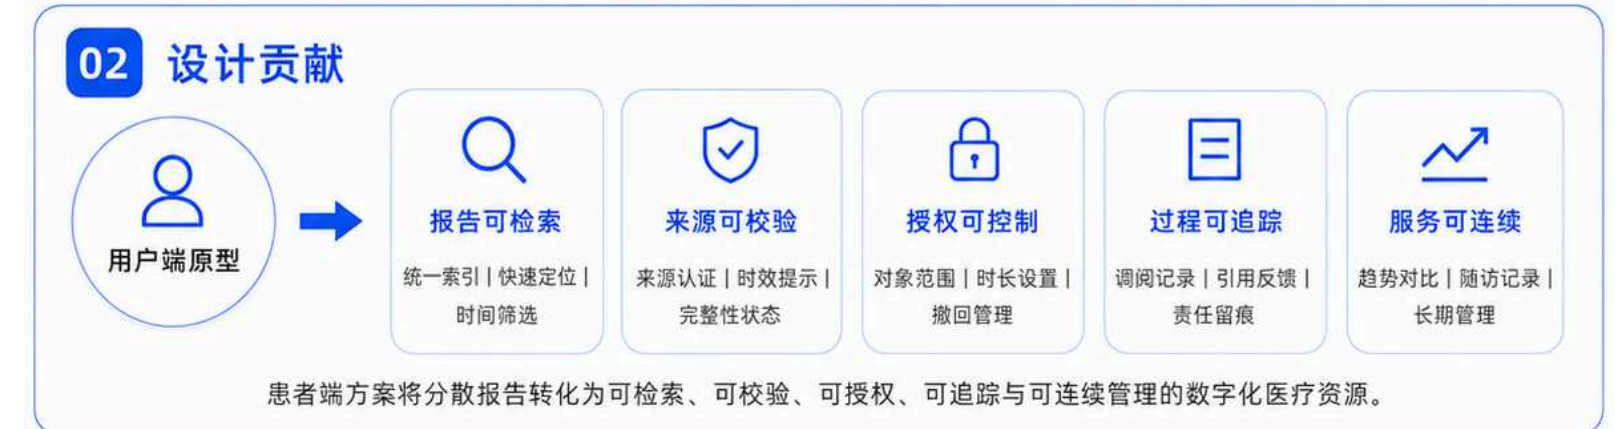 02 设计贡献
用户端原型
报告可检索
统一索引 | 快速定位 |
时间筛选
来源可校验
来源认证 | 时效提示 |
完整性状态
授权可控制
对象范围 | 时长设置 |
撤回管理
过程可追踪
调阅记录 | 引用反馈 |
责任留痕
服务可连续
趋势对比 | 随访记录 |
长期管理
患者端方案将分散报告转化为可检索、可校验、可授权、可追踪与可连续管理的数字化医疗资源。